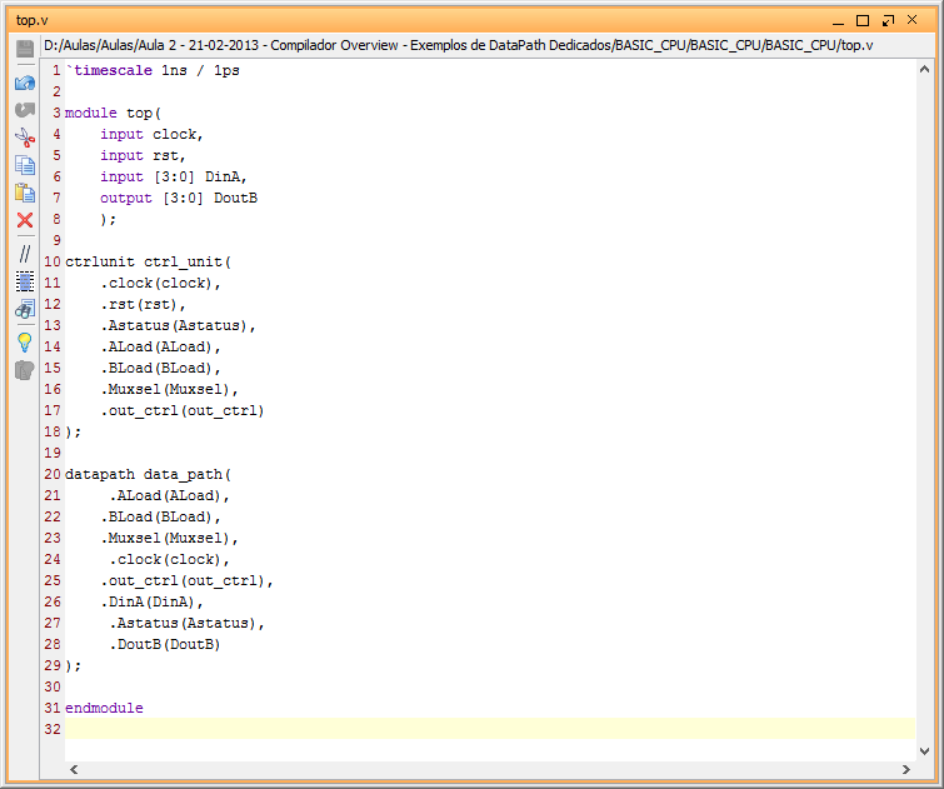 top.v
D:/Aulas/Aulas/Aula 2 - 21-02-2013 - Compilador Overview - Exemplos de DataPath Dedicados/BASIC_CPU/BASIC_CPU/BASIC_CPU/top.v
1 `timescale 1ns / 1ps
2
3 module top(
4     input clock,
5     input rst,
6     input [3:0] DinA,
7     output [3:0] DoutB
8     );
9
10 ctrlunit ctrl_unit(
11     .clock(clock),
12     .rst(rst),
13     .Astatus(Astatus),
14     .ALoad(ALoad),
15     .BLoad(BLoad),
16     .Muxsel(Muxsel),
17     .out_ctrl(out_ctrl)
18 );
19
20 datapath data_path(
21      .ALoad(ALoad),
22     .BLoad(BLoad),
23     .Muxsel(Muxsel),
24      .clock(clock),
25     .out_ctrl(out_ctrl),
26     .DinA(DinA),
27      .Astatus(Astatus),
28      .DoutB(DoutB)
29 );
30
31 endmodule
32